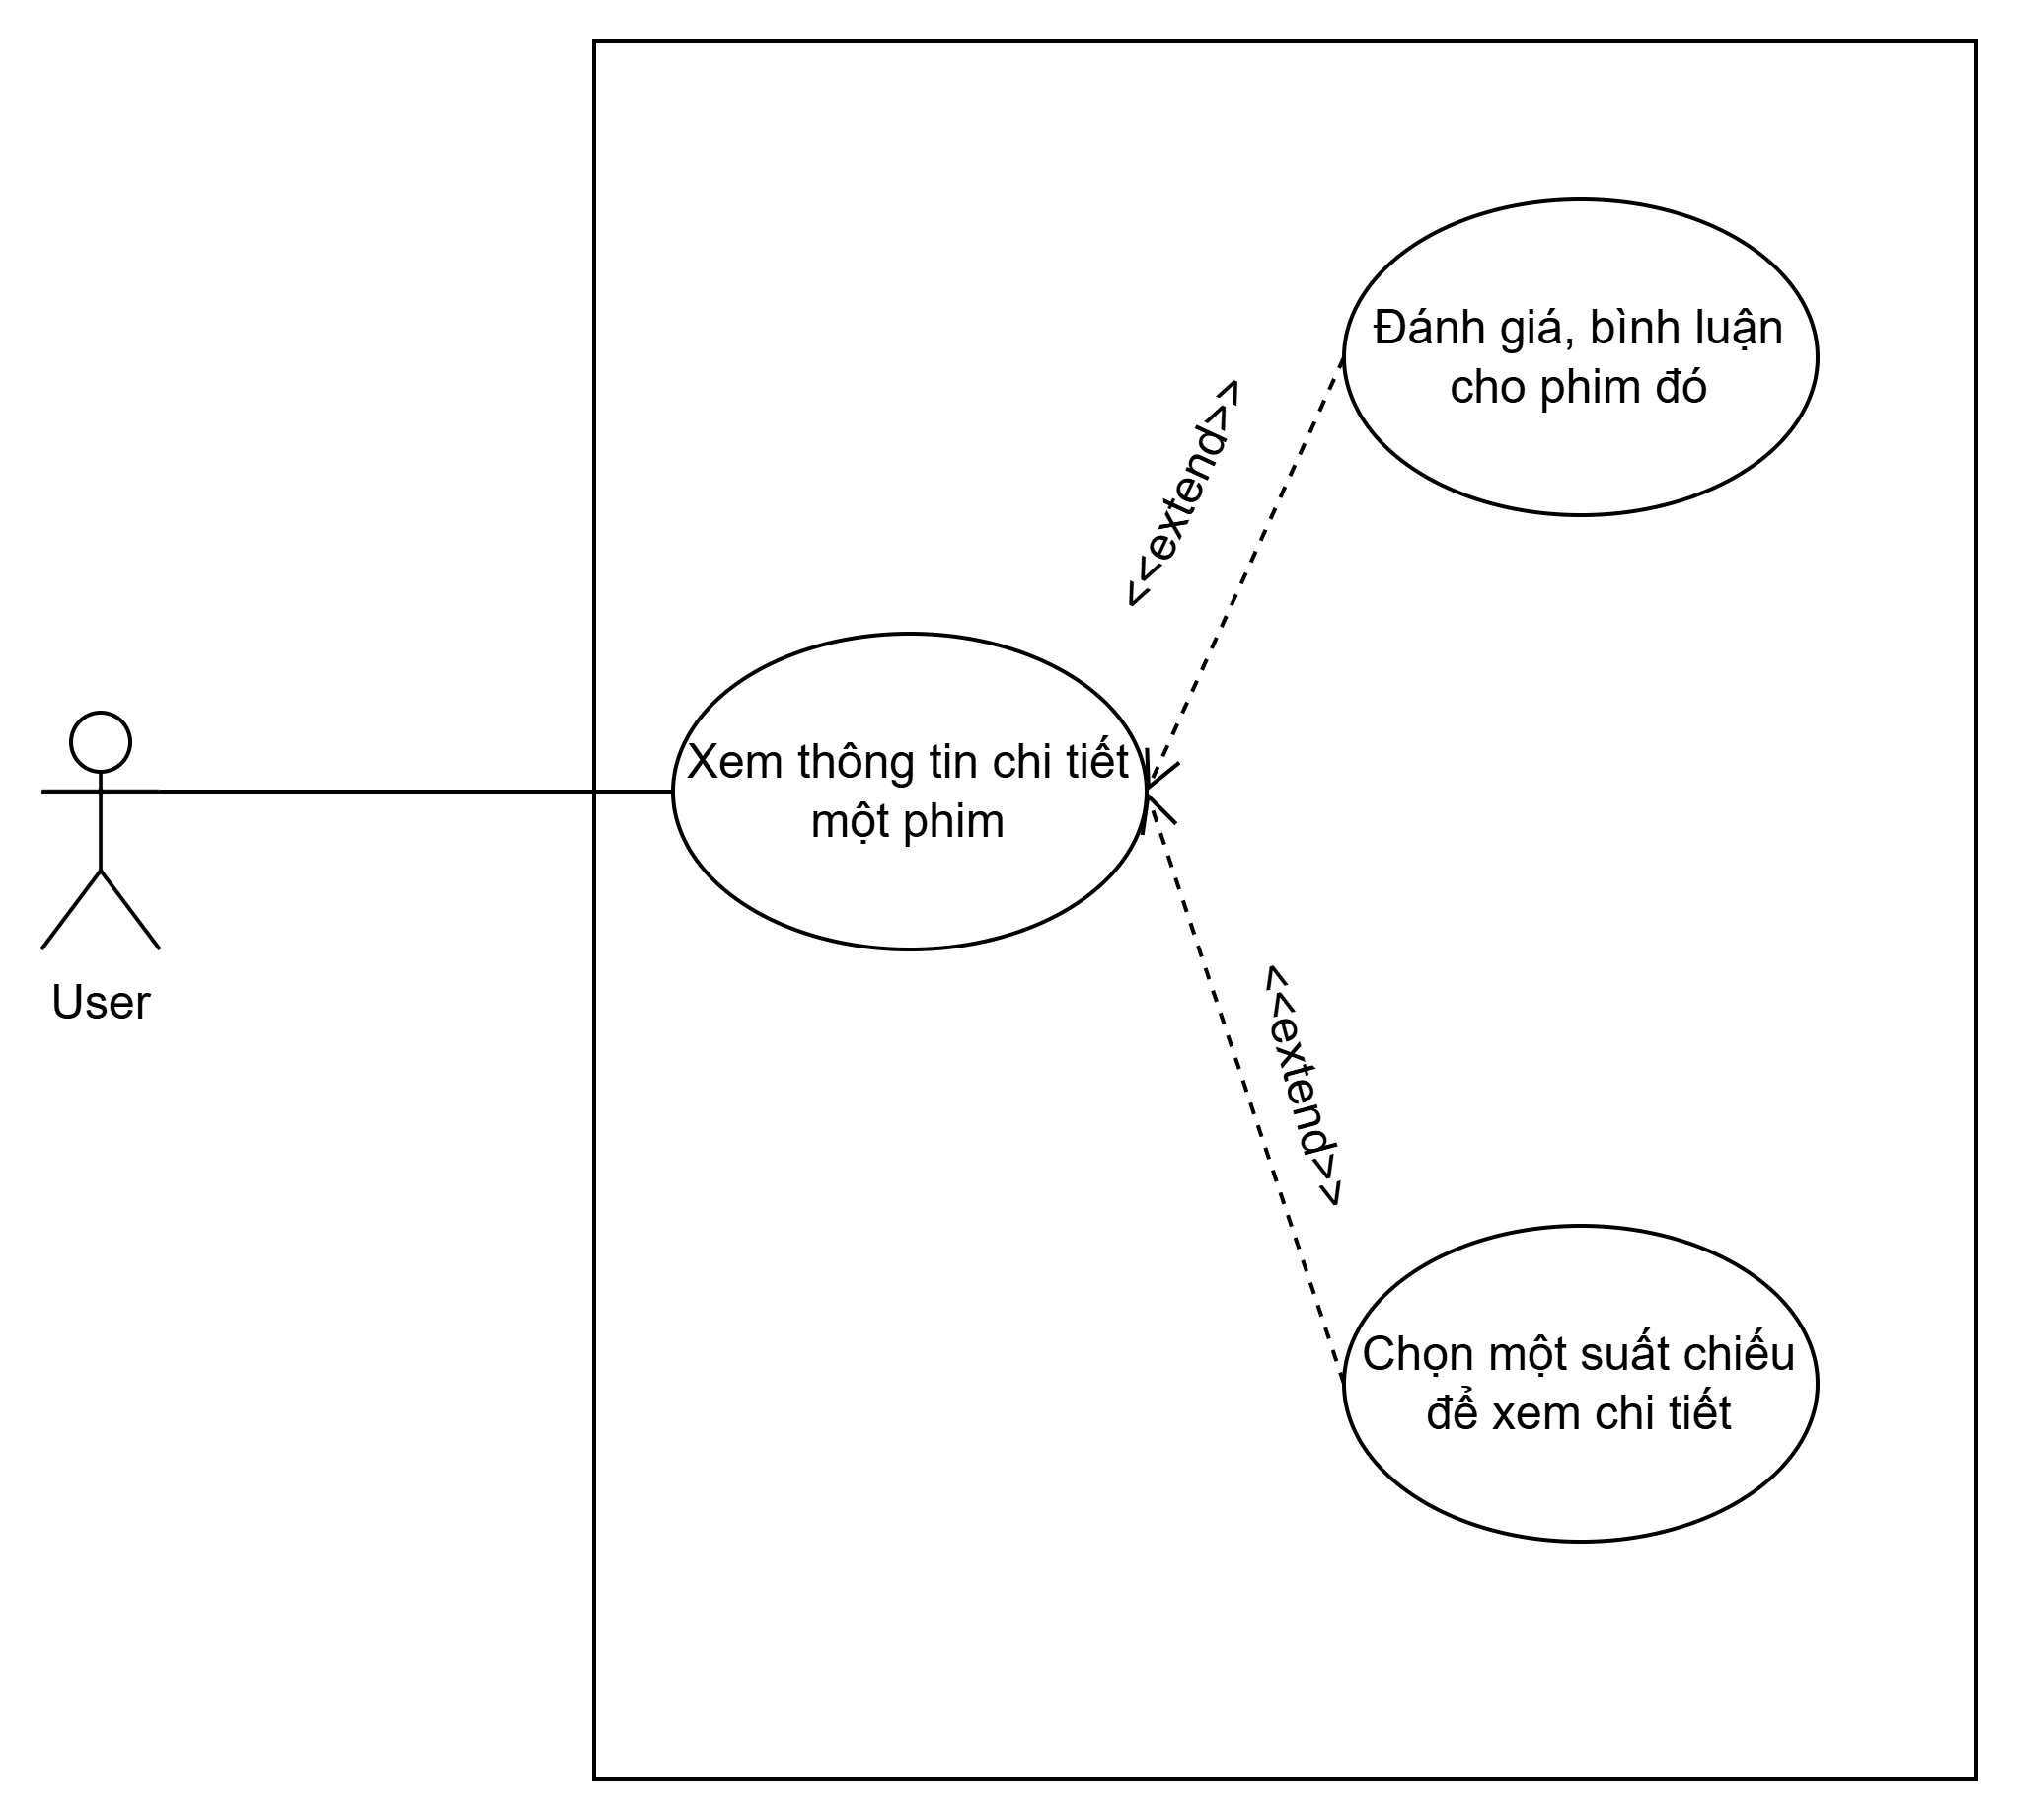 Đánh giá, bình luận
cho phim đó
<<extend>>
Xem thông tin chi tiết
một phim
User
<<extend>>
Chọn một suất chiếu
để xem chi tiết